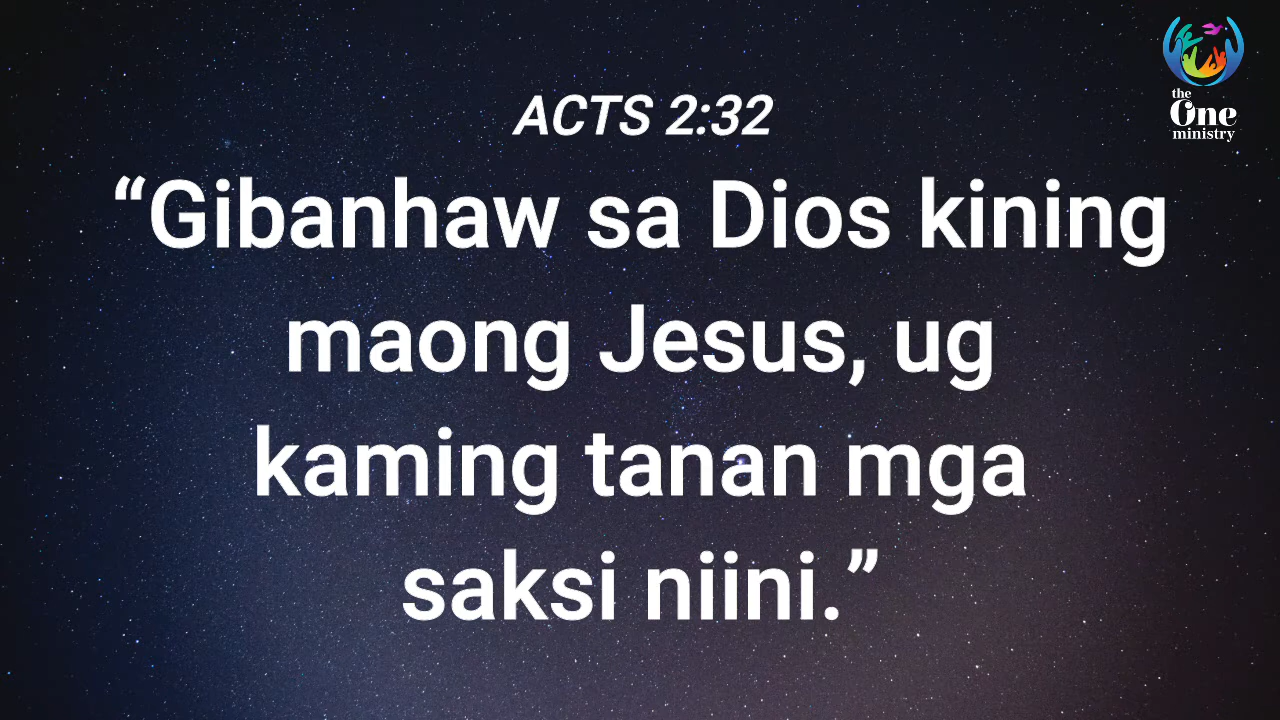 the
One
ministry
ACTS 2:32
“Gibanhaw sa Dios kining
maong Jesus, ug
kaming tanan mga
saksi niini.”